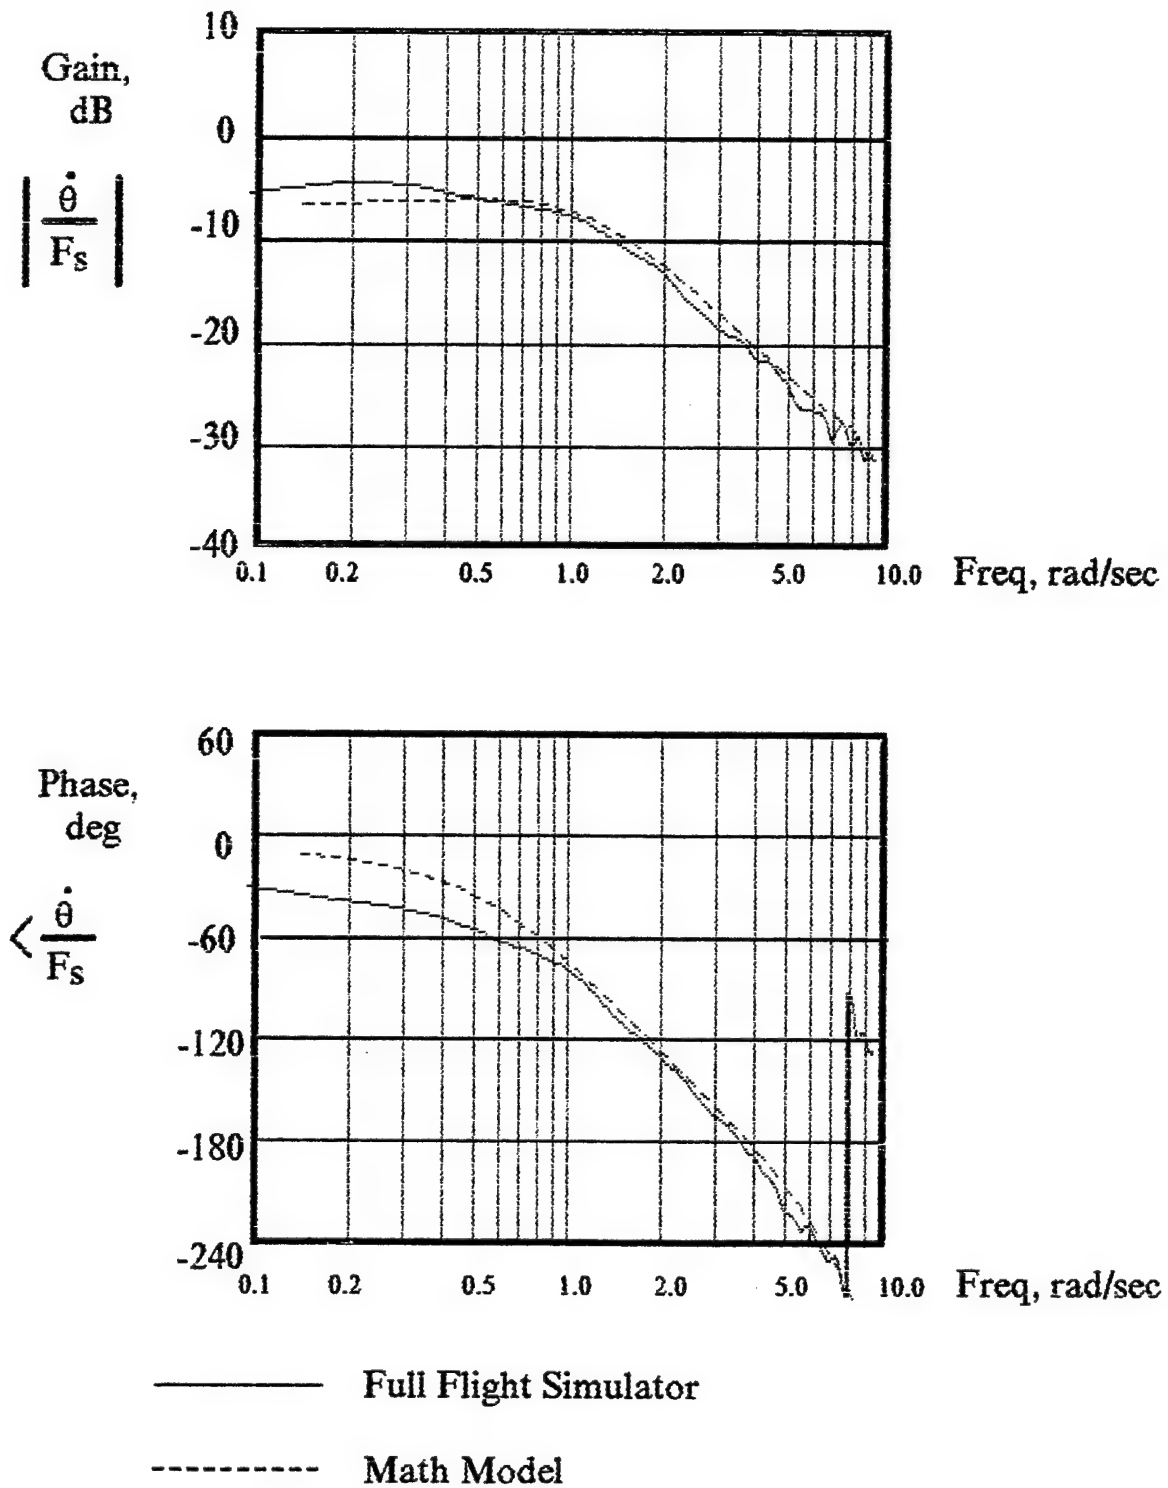 10
Gain,
dB
0
θ̇
Fs
-10
-20
-30
-40
0.1 0.2 0.5 1.0 2.0 5.0 10.0 Freq, rad/sec
60
Phase,
deg
0
< θ̇
Fs
-60
-120
-180
-240
0.1 0.2 0.5 1.0 2.0 5.0 10.0 Freq, rad/sec
Full Flight Simulator
Math Model